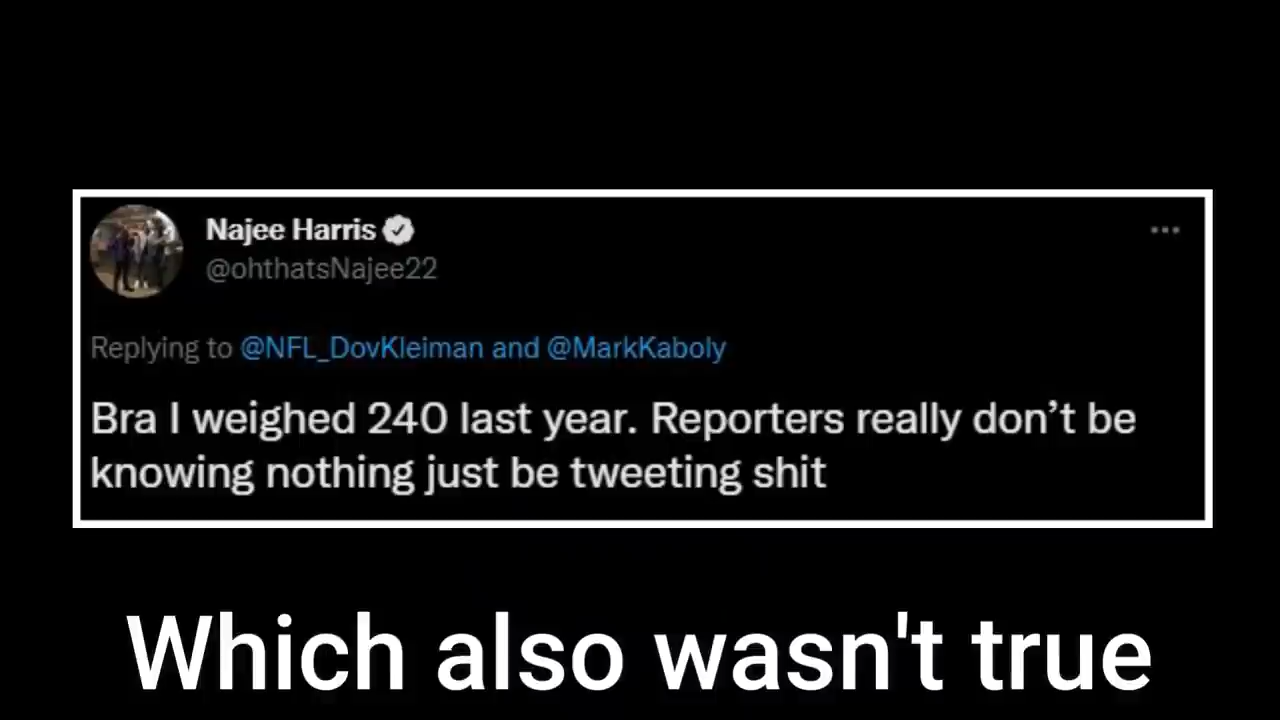 Najee Harris
@ohthatsNajee22
Replying to @NFL_DovKleiman and @MarkKaboly
Bra I weighed 240 last year. Reporters really don’t be
knowing nothing just be tweeting shit
Which also wasn't true